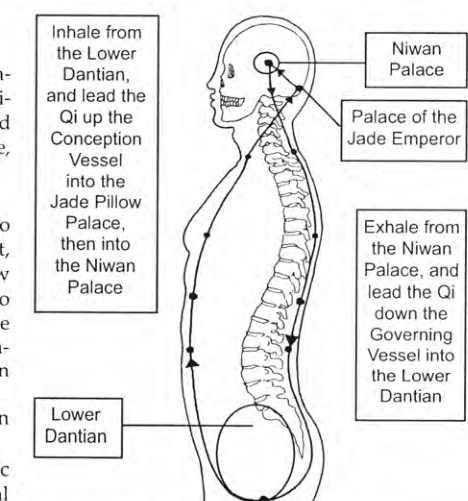 Inhale from
the Lower
Dantian,
and lead the
Qi up the
Conception
Vessel
into the
Jade Pillow
Palace,
then into
the Niwan
Palace
Niwan
Palace
Palace of the
Jade Emperor
Exhale from
the Niwan
Palace, and
lead the Qi
down the
Governing
Vessel into
the Lower
Dantian
Lower
Dantian